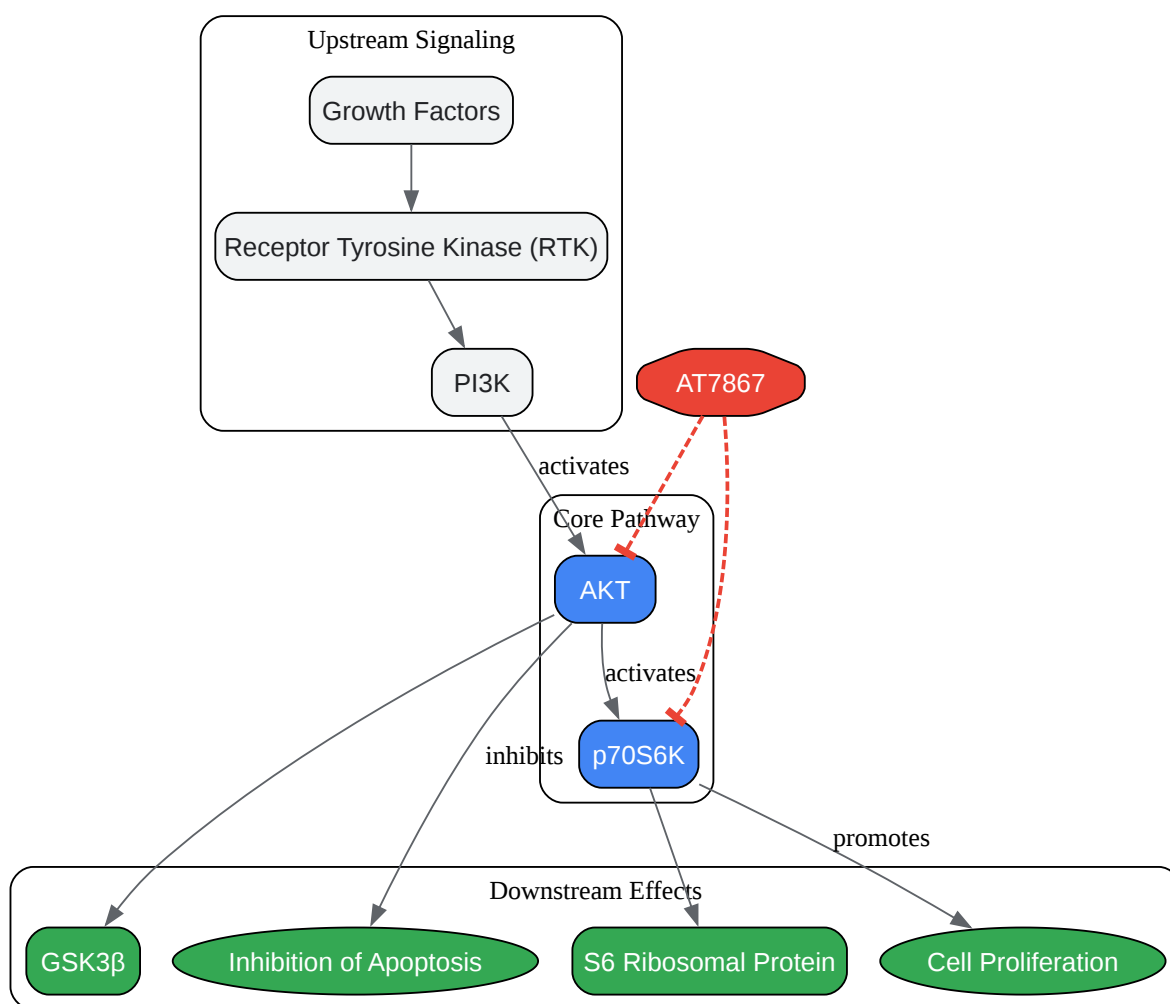 Upstream Signaling
Growth Factors
Receptor Tyrosine Kinase (RTK)
PI3K
AT7867
activates
Core Pathway
AKT
activates
inhibits
p70S6K
promotes
Downstream Effects
GSK3β
Inhibition of Apoptosis
S6 Ribosomal Protein
Cell Proliferation